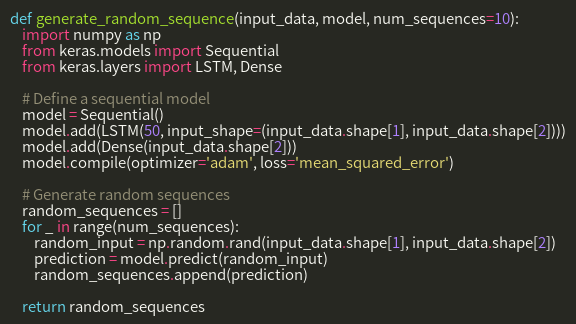 def generate_random_sequence(input_data, model, num_sequences=10):
    import numpy as np
    from keras.models import Sequential
    from keras.layers import LSTM, Dense

    # Define a sequential model
    model = Sequential()
    model.add(LSTM(50, input_shape=(input_data.shape[1], input_data.shape[2])))
    model.add(Dense(input_data.shape[2]))
    model.compile(optimizer='adam', loss='mean_squared_error')

    # Generate random sequences
    random_sequences = []
    for _ in range(num_sequences):
        random_input = np.random.rand(input_data.shape[1], input_data.shape[2])
        prediction = model.predict(random_input)
        random_sequences.append(prediction)

    return random_sequences